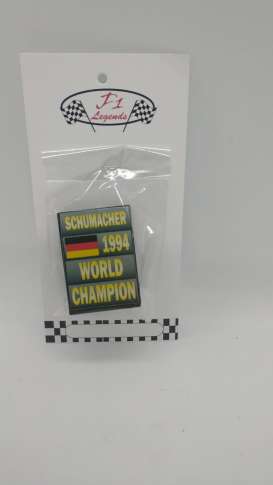 F1
Legends
SCHUMACHER
1994
WORLD
CHAMPION